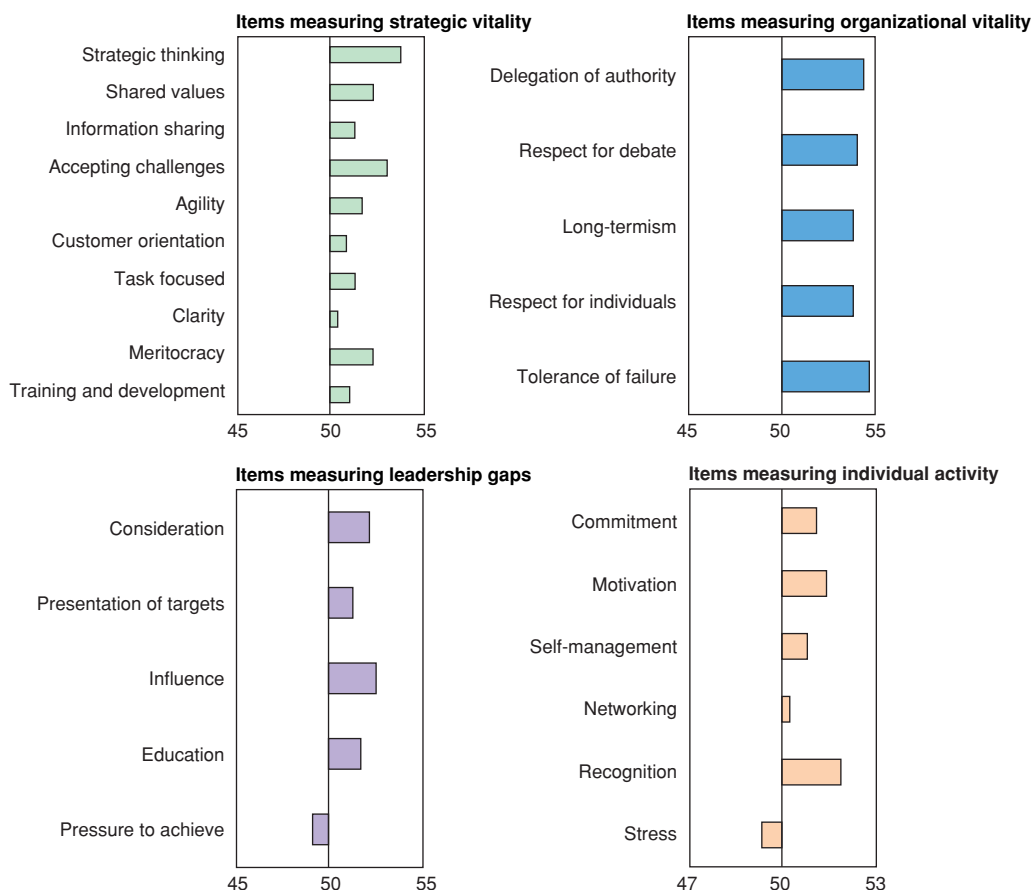 Items measuring strategic vitality
Strategic thinking
Shared values
Information sharing
Accepting challenges
Agility
Customer orientation
Task focused
Clarity
Meritocracy
Training and development
45 50 55
Items measuring organizational vitality
Delegation of authority
Respect for debate
Long-termism
Respect for individuals
Tolerance of failure
45 50 55
Items measuring leadership gaps
Consideration
Presentation of targets
Influence
Education
Pressure to achieve
45 50 55
Items measuring individual activity
Commitment
Motivation
Self-management
Networking
Recognition
Stress
47 50 53